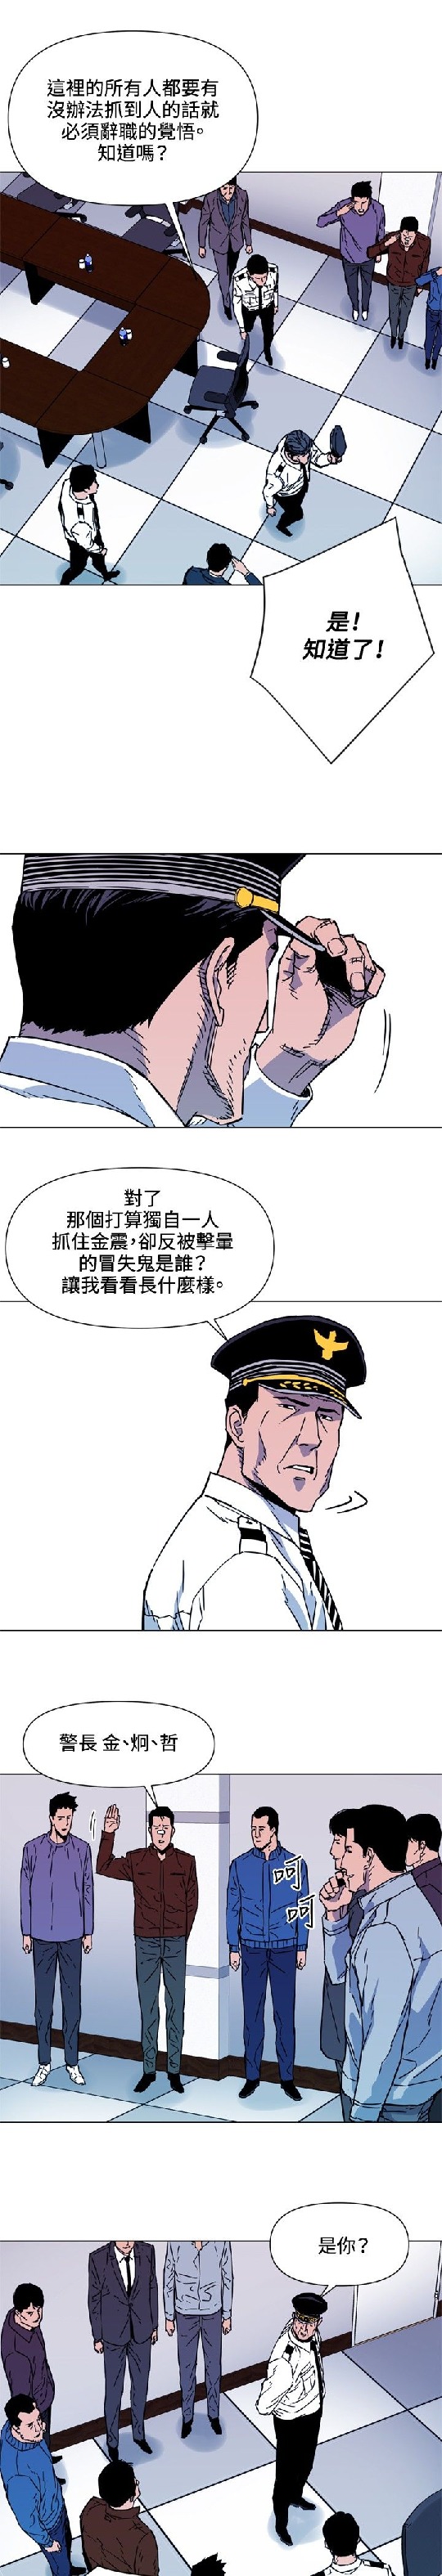 這裡的所有人都要有
沒辦法抓到人的話就
必須辭職的覺悟。
知道嗎？
是！
知道了！
對了
那個打算獨自一人
抓住金震，卻反被擊暈
的冒失鬼是誰？
讓我看看長什麼樣。
警長 金、炯、哲
呵
呵
是你？